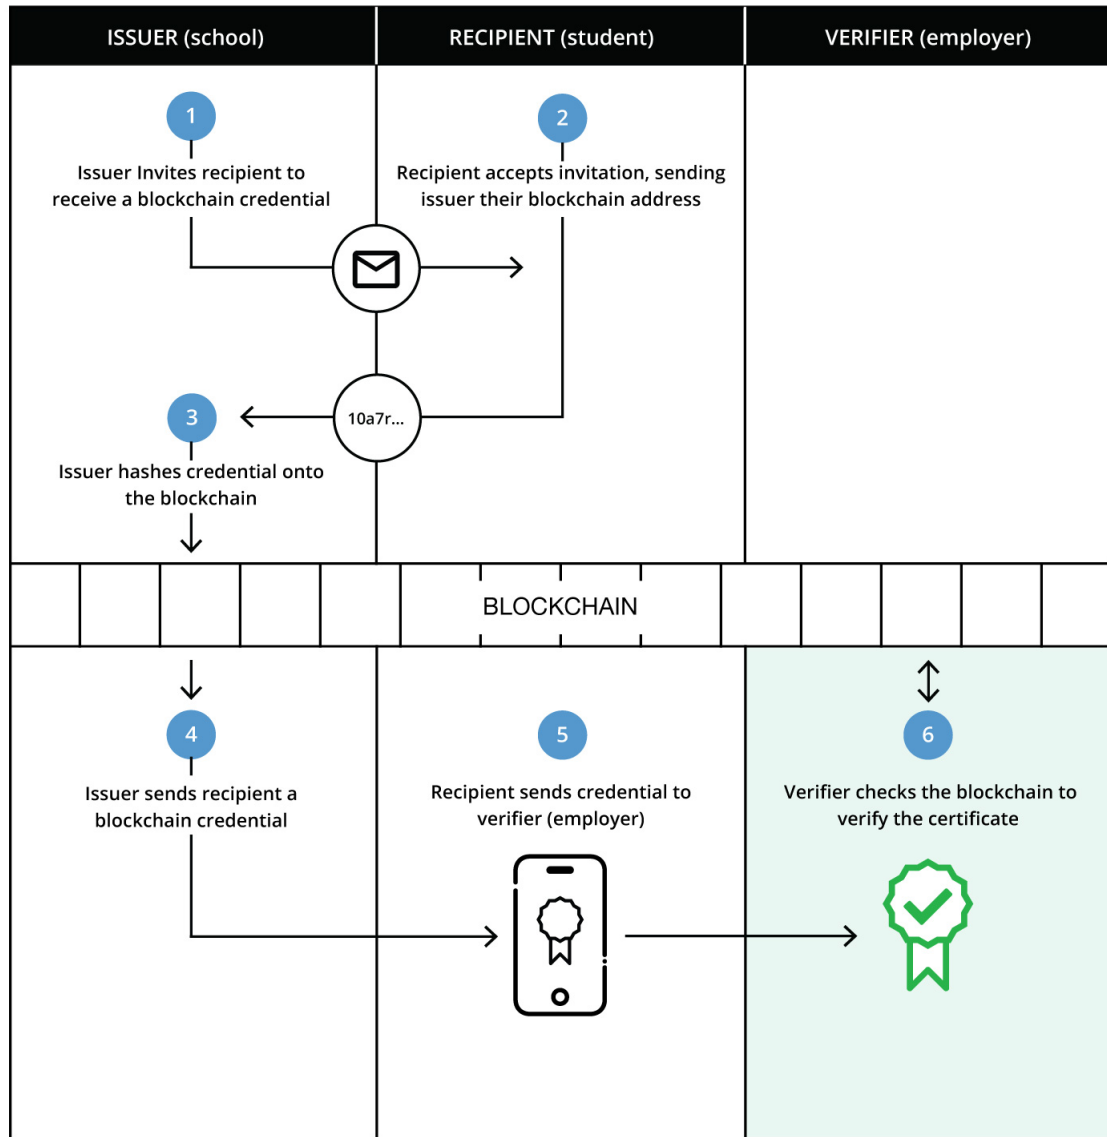 ISSUER (school)
RECIPIENT (student)
VERIFIER (employer)
1
Issuer Invites recipient to
receive a blockchain credential
2
Recipient accepts invitation, sending
issuer their blockchain address
10a7r...
3
Issuer hashes credential onto
the blockchain
BLOCKCHAIN
4
Issuer sends recipient a
blockchain credential
5
Recipient sends credential to
verifier (employer)
6
Verifier checks the blockchain to
verify the certificate